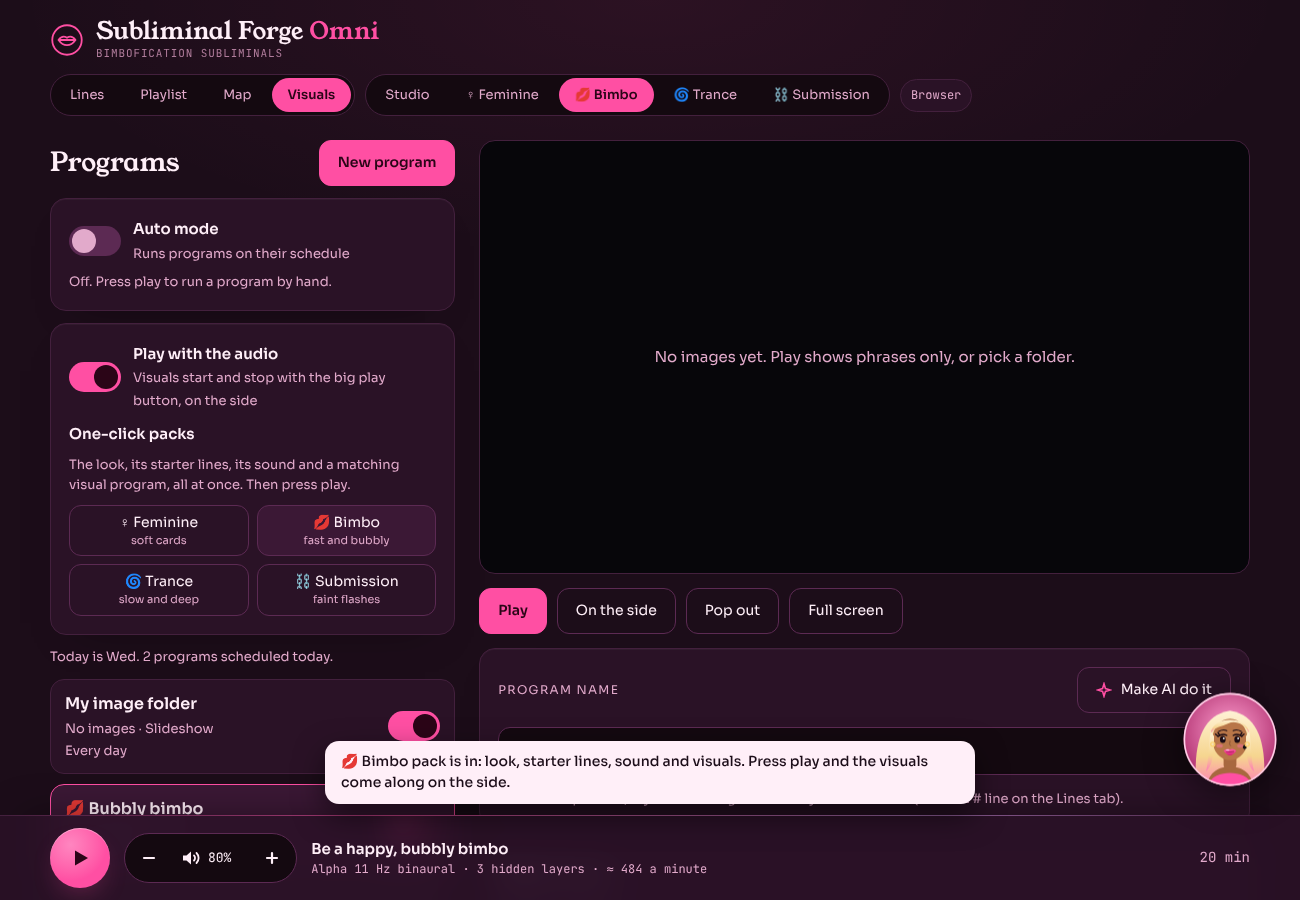 Subliminal Forge Omni
BIMBOFICATION SUBLIMINALS
Lines
Playlist
Map
Visuals
Studio
♀ Feminine
💋 Bimbo
🌀 Trance
⛓️ Submission
Browser
Programs
New program
Auto mode
Runs programs on their schedule
Off. Press play to run a program by hand.
Play with the audio
Visuals start and stop with the big play
button, on the side
One-click packs
The look, its starter lines, its sound and a matching
visual program, all at once. Then press play.
♀ Feminine
soft cards
💋 Bimbo
fast and bubbly
🌀 Trance
slow and deep
⛓️ Submission
faint flashes
Today is Wed. 2 programs scheduled today.
My image folder
No images · Slideshow
Every day
💋 Bubbly bimbo
No images yet. Play shows phrases only, or pick a folder.
Play
On the side
Pop out
Full screen
PROGRAM NAME
Make AI do it
# line on the Lines tab).
💋 Bimbo pack is in: look, starter lines, sound and visuals. Press play and the visuals
come along on the side.
80%
Be a happy, bubbly bimbo
Alpha 11 Hz binaural · 3 hidden layers · ≈ 484 a minute
20 min